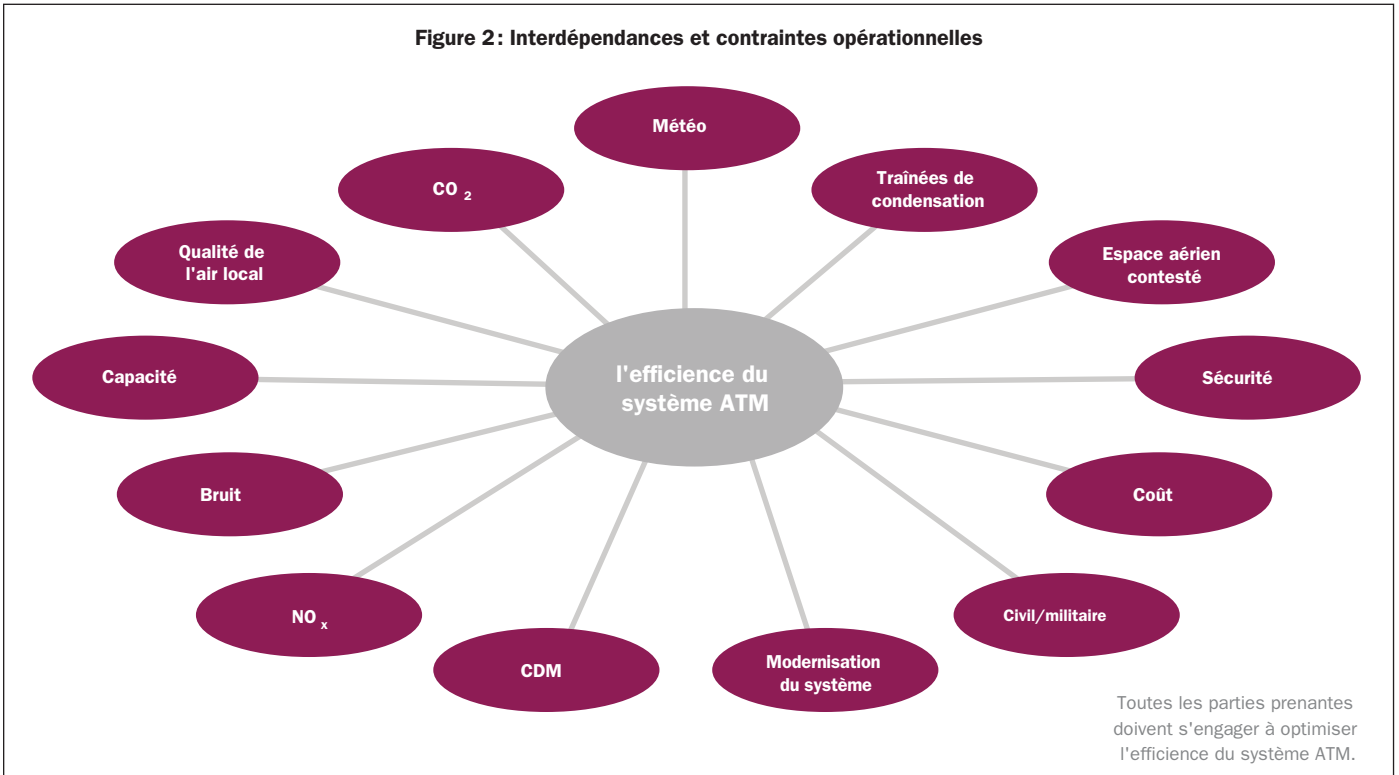 Figure 2 : Interdépendances et contraintes opérationnelles
Météo
CO 2
Traînées de
condensation
Qualité de
l'air local
Espace aérien
contesté
Capacité
l'efficience du
système ATM
Sécurité
Bruit
Coût
NO x
Civil/militaire
CDM
Modernisation
du système
Toutes les parties prenantes
doivent s'engager à optimiser
l'efficience du système ATM.